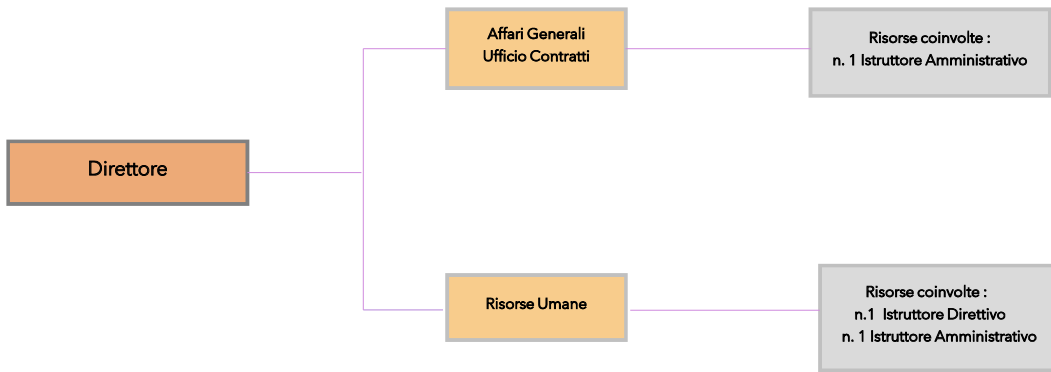 Direttore
Affari Generali
Ufficio Contratti
Risorse coinvolte :
n. 1 Istruttore Amministrativo
Risorse Umane
Risorse coinvolte :
n.1 Istruttore Direttivo
n. 1 Istruttore Amministrativo